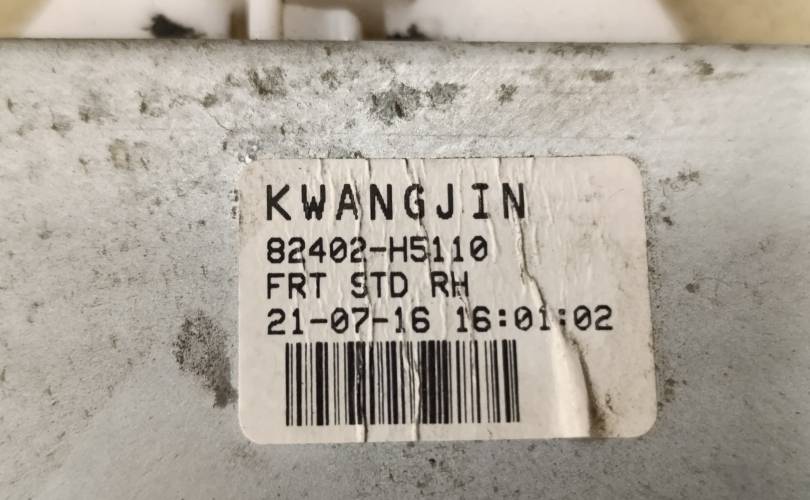 KWANGJIN
82402-H5110
FRT STD RH
21-07-16 16:01:02